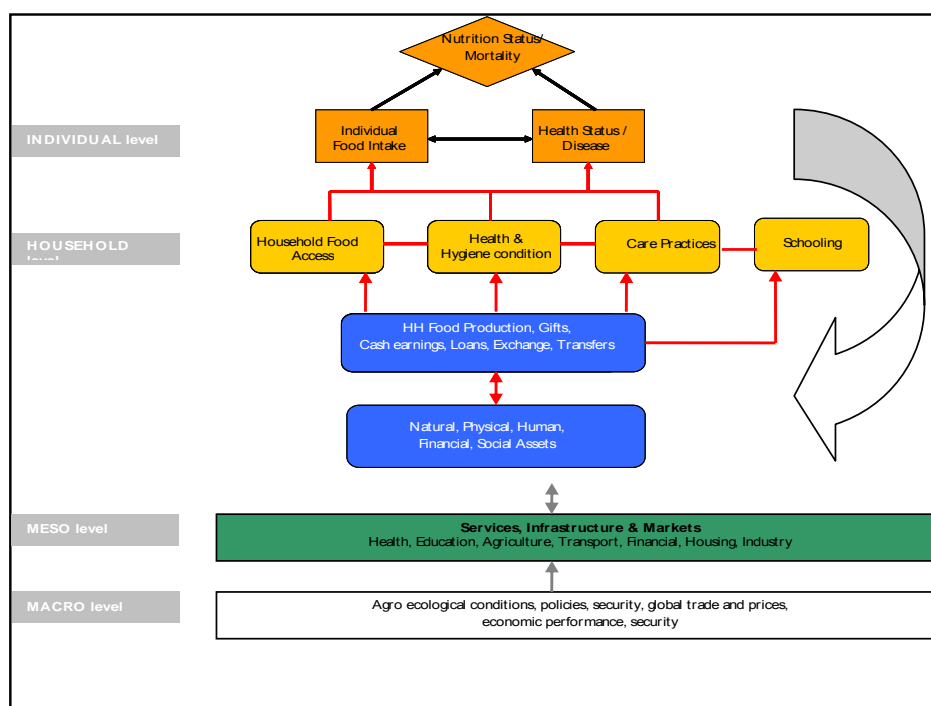 Nutrition Status/
Mortality
INDIVIDUAL level
Individual
Food Intake
Health Status /
Disease
HOUSEHOLD
level
Household Food
Access
Health &
Hygiene condition
Care Practices
Schooling
HH Food Production, Gifts,
Cash earnings, Loans, Exchange, Transfers
Natural, Physical, Human,
Financial, Social Assets
MESO level
Services, Infrastructure & Markets
Health, Education, Agriculture, Transport, Financial, Housing, Industry
MACRO level
Agro ecological conditions, policies, security, global trade and prices,
economic performance, security